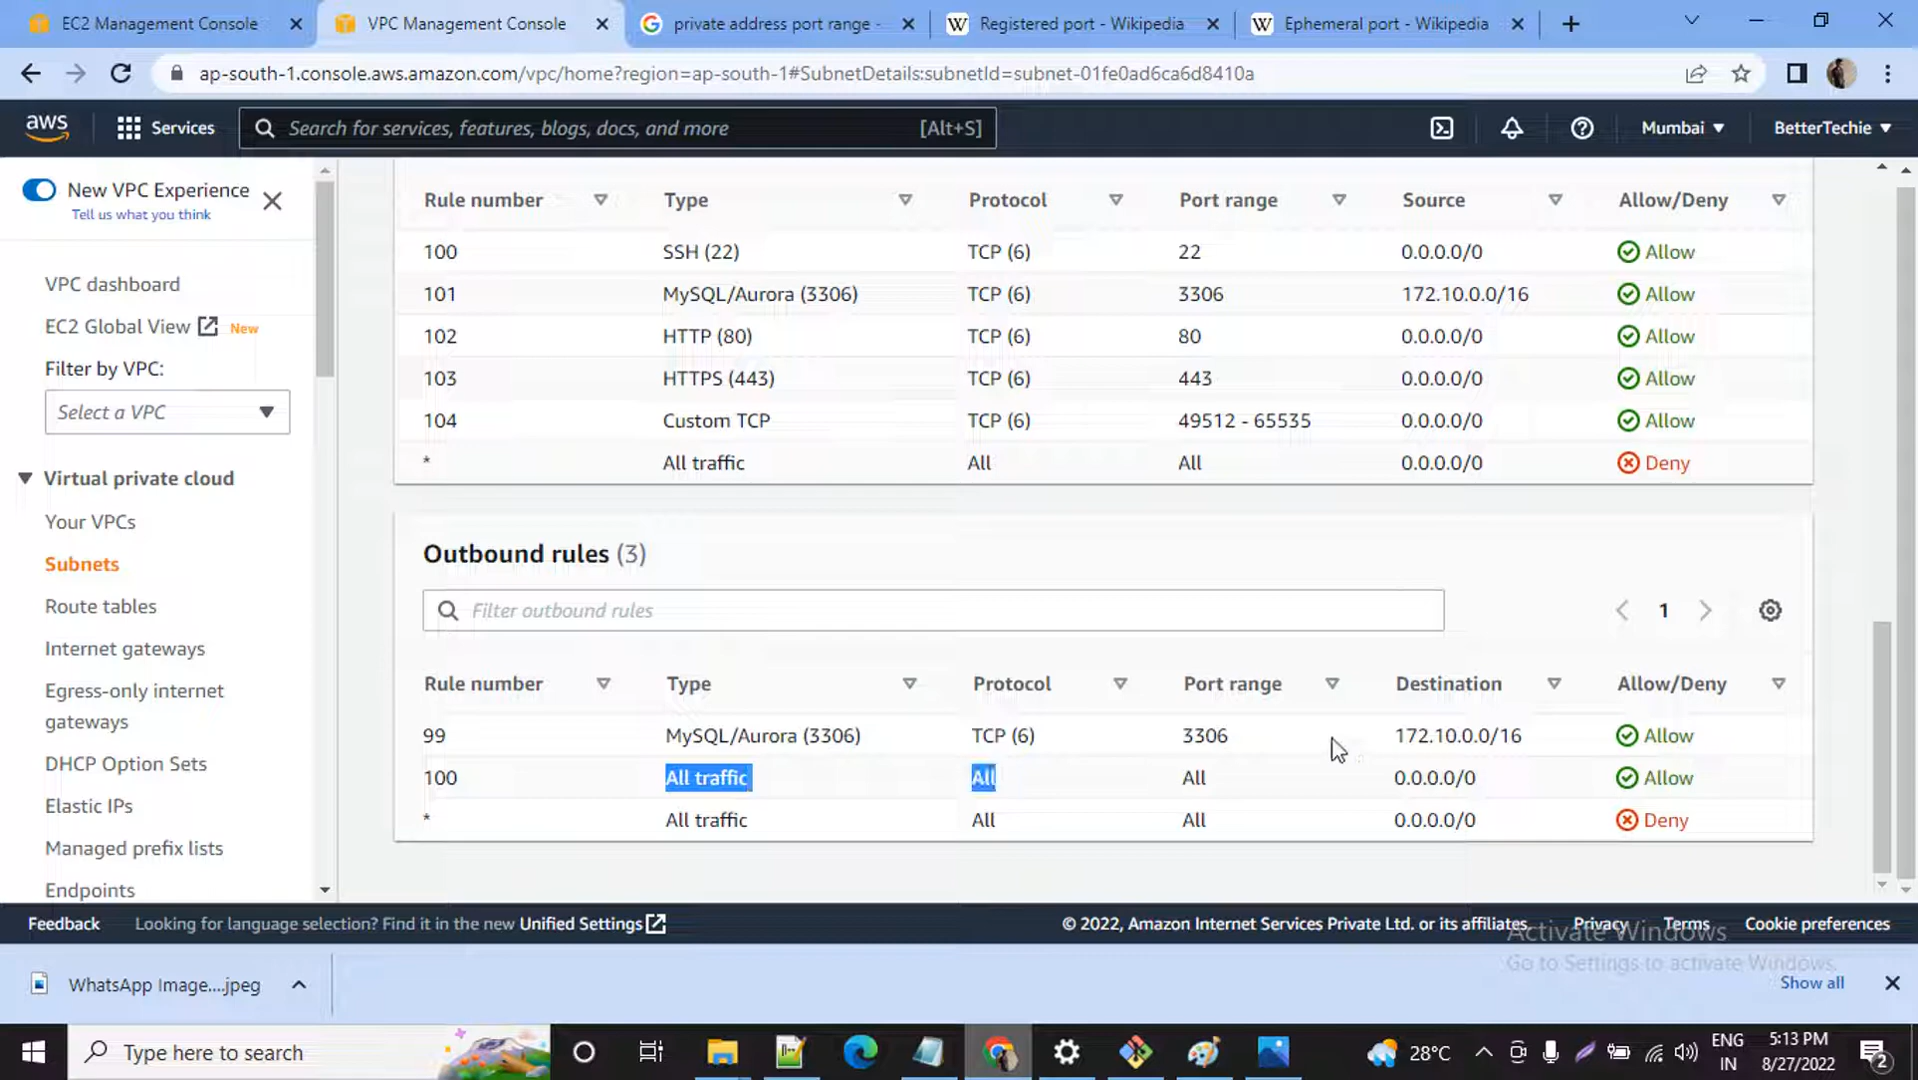 EC2 Management Console
VPC Management Console
private address port range -
Registered port - Wikipedia
Ephemeral port - Wikipedia
ap-south-1.console.aws.amazon.com/vpc/home?region=ap-south-1#SubnetDetails:subnetId=subnet-01fe0ad6ca6d8410a
aws
Services
Search for services, features, blogs, docs, and more [Alt+S]
Mumbai
BetterTechie
New VPC Experience
Tell us what you think
VPC dashboard
EC2 Global View New
Filter by VPC:
Select a VPC
Virtual private cloud
Your VPCs
Subnets
Route tables
Internet gateways
Egress-only internet
gateways
DHCP Option Sets
Elastic IPs
Managed prefix lists
Endpoints
Rule number Type Protocol Port range Source Allow/Deny
100 SSH (22) TCP (6) 22 0.0.0.0/0 Allow
101 MySQL/Aurora (3306) TCP (6) 3306 172.10.0.0/16 Allow
102 HTTP (80) TCP (6) 80 0.0.0.0/0 Allow
103 HTTPS (443) TCP (6) 443 0.0.0.0/0 Allow
104 Custom TCP TCP (6) 49512 - 65535 0.0.0.0/0 Allow
* All traffic All All 0.0.0.0/0 Deny
Outbound rules (3)
Filter outbound rules
1
Rule number Type Protocol Port range Destination Allow/Deny
99 MySQL/Aurora (3306) TCP (6) 3306 172.10.0.0/16 Allow
100 All traffic All All 0.0.0.0/0 Allow
* All traffic All All 0.0.0.0/0 Deny
Feedback Looking for language selection? Find it in the new Unified Settings
© 2022, Amazon Internet Services Private Ltd. or its affiliates. Privacy Terms Cookie preferences
Activate Windows
Go to Settings to activate Windows.
WhatsApp Image....jpeg
Show all
Type here to search
28°C
ENG
IN
5:13 PM
8/27/2022
2